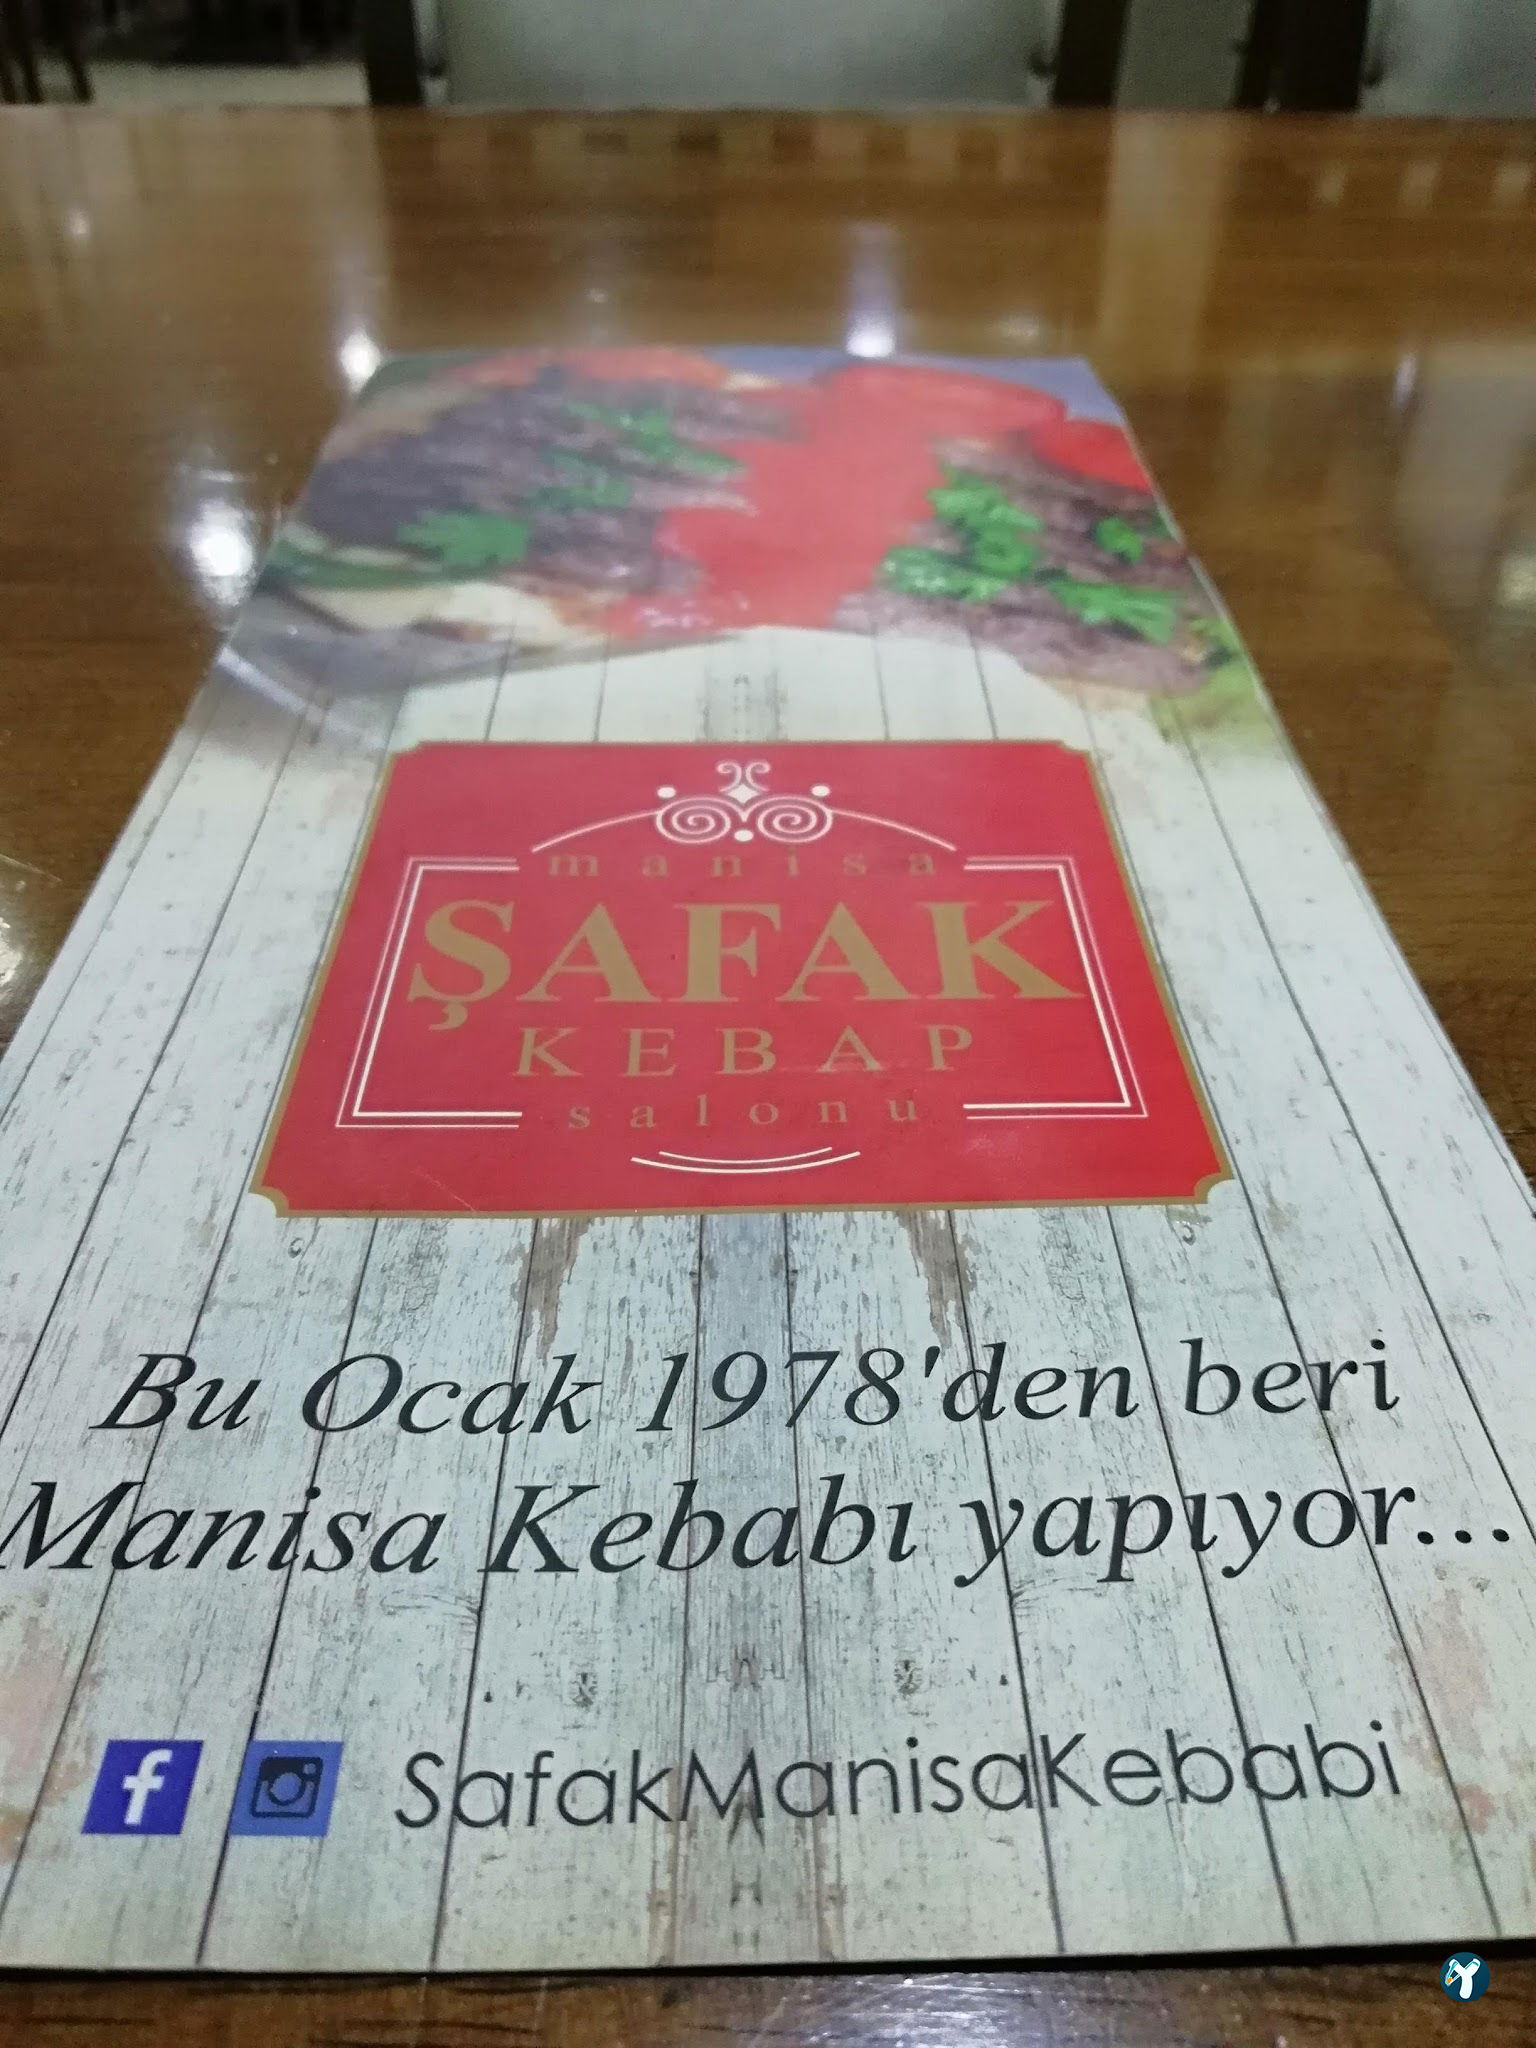 manisa
ŞAFAK
KEBAP
salonu
Bu Ocak 1978'den beri
Manisa Kebabı yapıyor...
f SafakManisaKebabi
Y